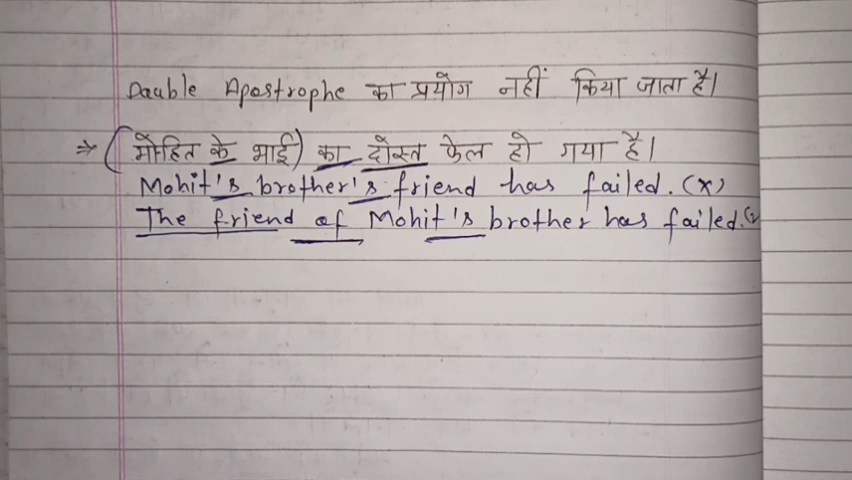 Double Apostrophe का प्रयोग नहीं किया जाता है।
⇒ (मोहित के भाई) का दोस्त फेल हो गया है।
Mohit's brother's friend has failed. (x)
The friend of Mohit's brother has failed. (✓